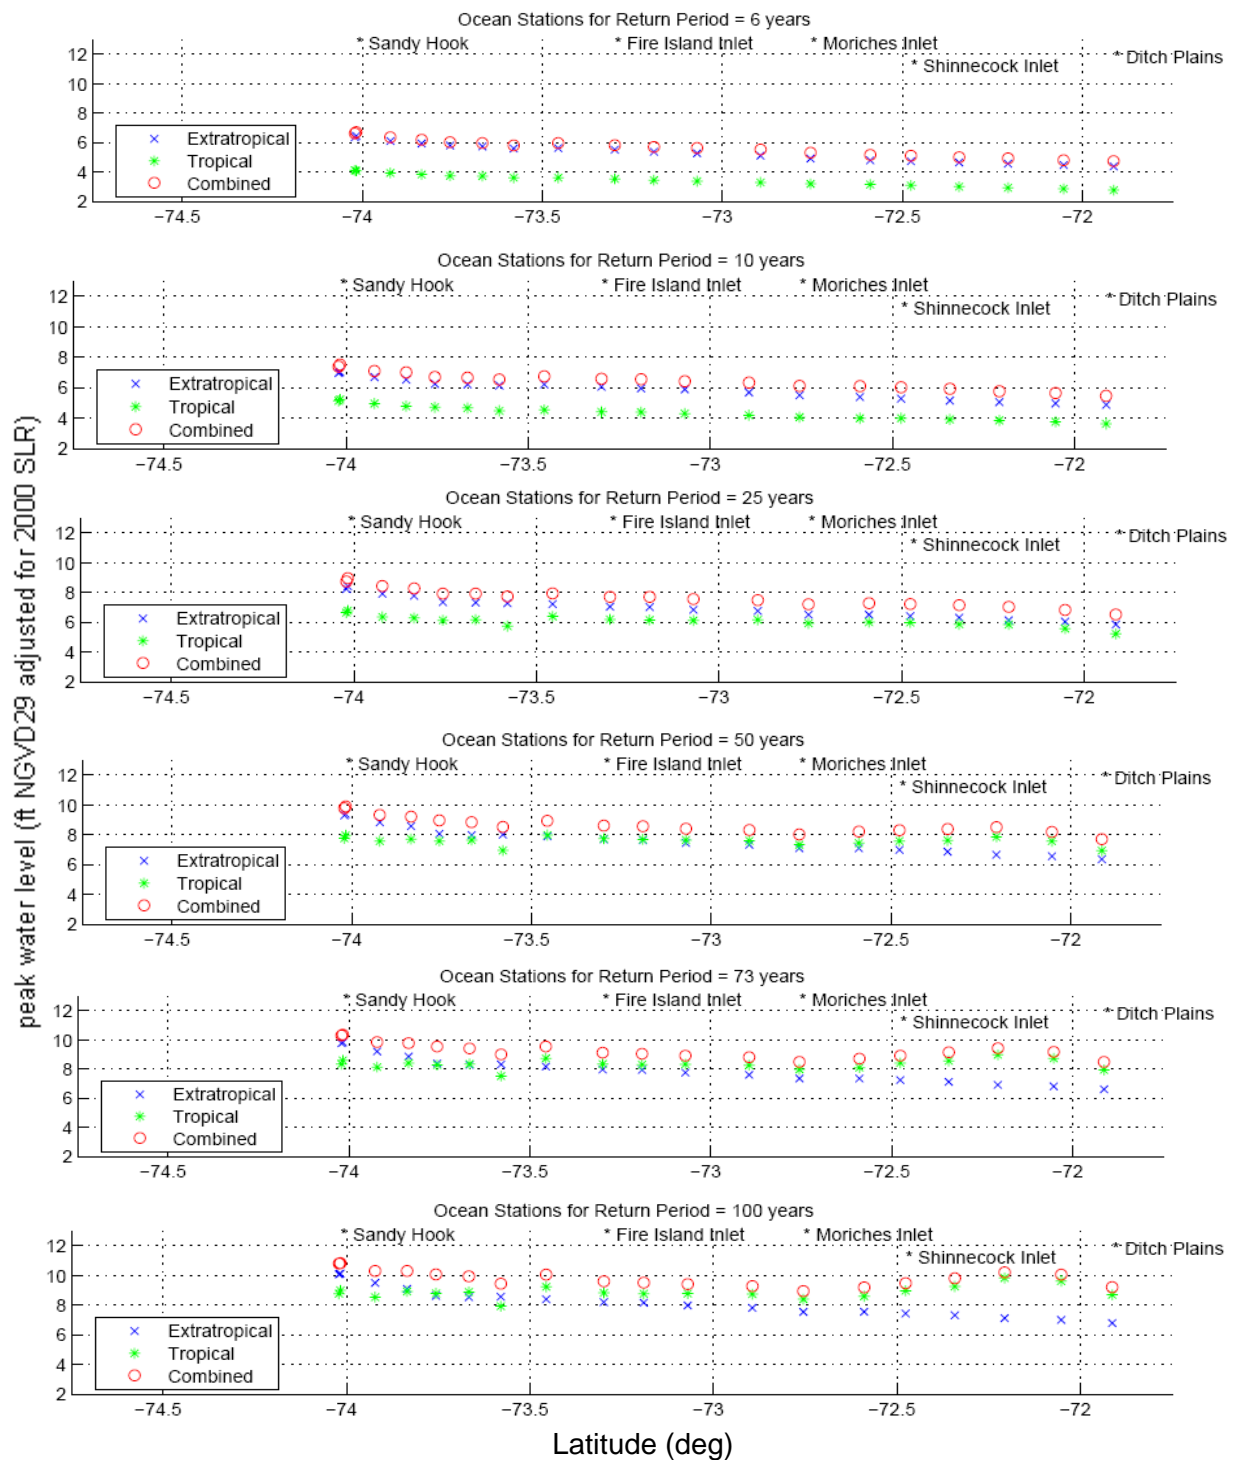 Ocean Stations for Return Period = 6 years
* Sandy Hook * Fire Island Inlet * Moriches Inlet
* Shinnecock Inlet * Ditch Plains
12
10
8
6
4
2
× Extratropical
* Tropical
○ Combined
−74.5 −74 −73.5 −73 −72.5 −72
Ocean Stations for Return Period = 10 years
* Sandy Hook * Fire Island Inlet * Moriches Inlet
* Shinnecock Inlet * Ditch Plains
12
10
8
6
4
2
× Extratropical
* Tropical
○ Combined
−74.5 −74 −73.5 −73 −72.5 −72
Ocean Stations for Return Period = 25 years
* Sandy Hook * Fire Island Inlet * Moriches Inlet
* Shinnecock Inlet * Ditch Plains
12
10
8
6
4
2
× Extratropical
* Tropical
○ Combined
−74.5 −74 −73.5 −73 −72.5 −72
peak water level (ft NGVD29 adjusted for 2000 SLR)
Ocean Stations for Return Period = 50 years
* Sandy Hook * Fire Island Inlet * Moriches Inlet
* Shinnecock Inlet * Ditch Plains
12
10
8
6
4
2
× Extratropical
* Tropical
○ Combined
−74.5 −74 −73.5 −73 −72.5 −72
Ocean Stations for Return Period = 73 years
* Sandy Hook * Fire Island Inlet * Moriches Inlet
* Shinnecock Inlet * Ditch Plains
12
10
8
6
4
2
× Extratropical
* Tropical
○ Combined
−74.5 −74 −73.5 −73 −72.5 −72
Ocean Stations for Return Period = 100 years
* Sandy Hook * Fire Island Inlet * Moriches Inlet
* Shinnecock Inlet * Ditch Plains
12
10
8
6
4
2
× Extratropical
* Tropical
○ Combined
−74.5 −74 −73.5 −73 −72.5 −72
Latitude (deg)